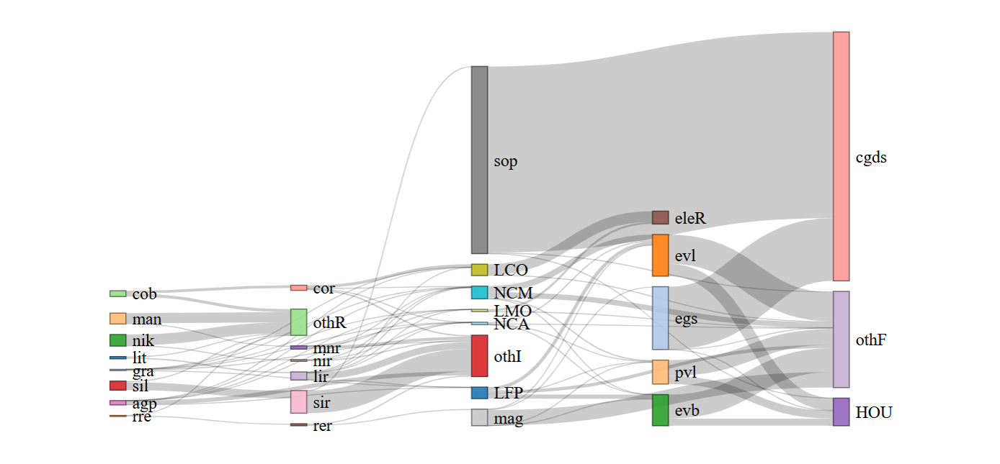 cob
man
nik
lit
gra
sil
agp
rre
cor
othR
mnr
nir
lir
sir
rer
sop
LCO
NCM
LMO
NCA
othI
LFP
mag
eleR
evl
egs
pvl
evb
cgds
othF
HOU